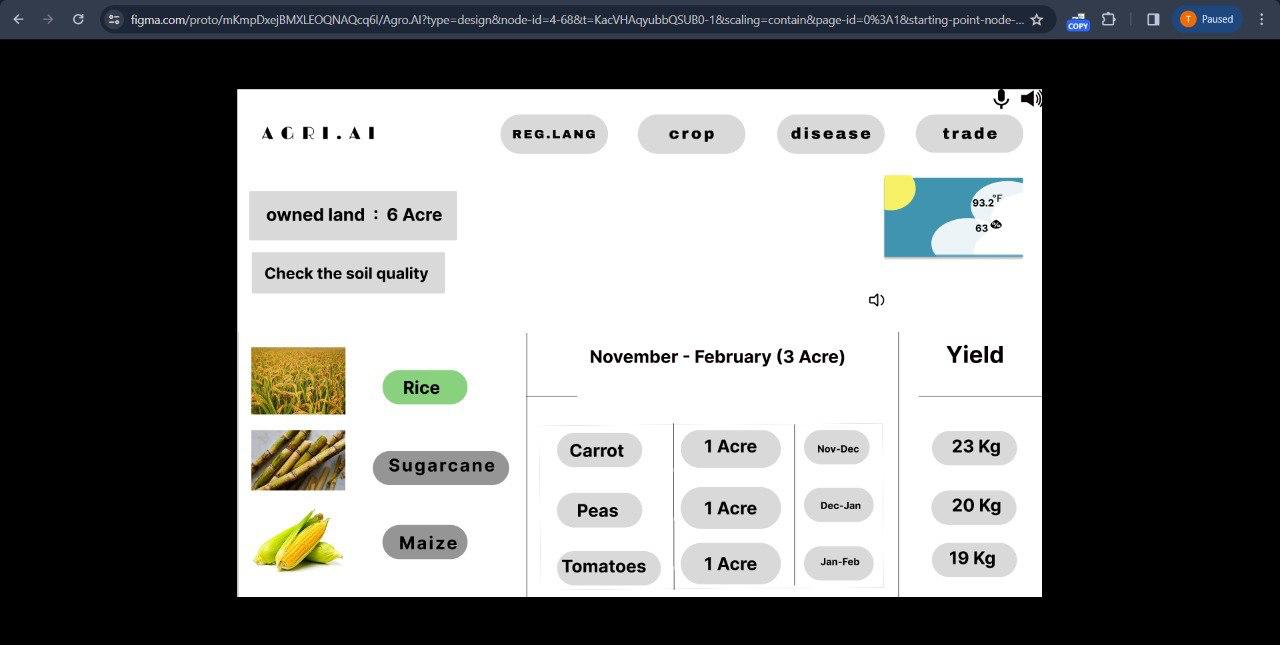 figma.com/proto/mKmpDxejBMXLEOQNAQcq6I/Agro.AI?type=design&node-id=4-68&t=KacVHAqyubbQSUB0-1&scaling=contain&page-id=0%3A1&starting-point-node-...
COPY
T Paused
AGRI.AI
REG.LANG crop disease trade
93.2°F
owned land : 6 Acre
63 %
Check the soil quality
November - February (3 Acre) Yield
Rice
Carrot 1 Acre Nov-Dec 23 Kg
Sugarcane
Peas 1 Acre Dec-Jan 20 Kg
Maize
Tomatoes 1 Acre Jan-Feb 19 Kg